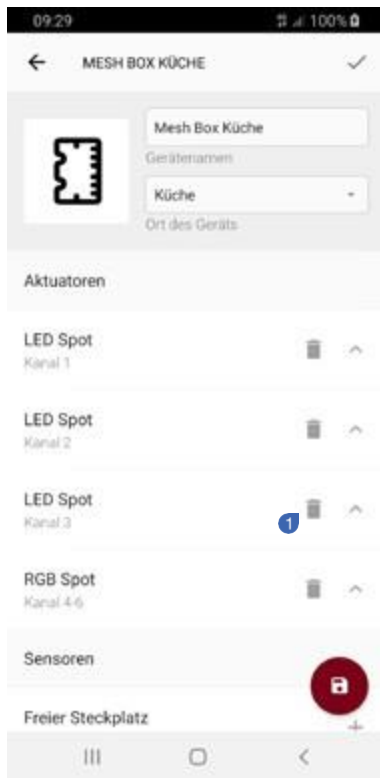 09:29 100%
MESH BOX KÜCHE
Mesh Box Küche
Gerätenamen
Küche
Ort des Geräts
Aktuatoren
LED Spot
Kanal 1
LED Spot
Kanal 2
LED Spot
Kanal 3
1
RGB Spot
Kanal 4-6
Sensoren
Freier Steckplatz